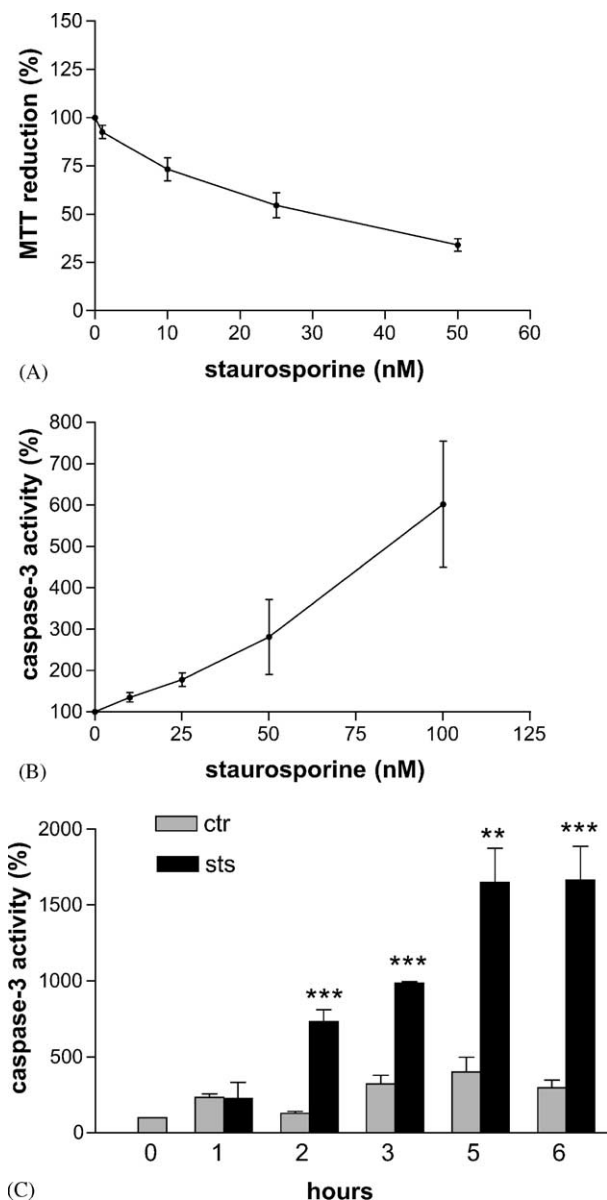 MTT reduction (%)
150
125
100
75
50
25
0
0 10 20 30 40 50 60
staurosporine (nM)
(A)
caspase-3 activity (%)
800
700
600
500
400
300
200
100
0 25 50 75 100 125
staurosporine (nM)
(B)
caspase-3 activity (%)
2000
1500
1000
500
0
ctr
sts
***
***
**
***
0 1 2 3 5 6
hours
(C)